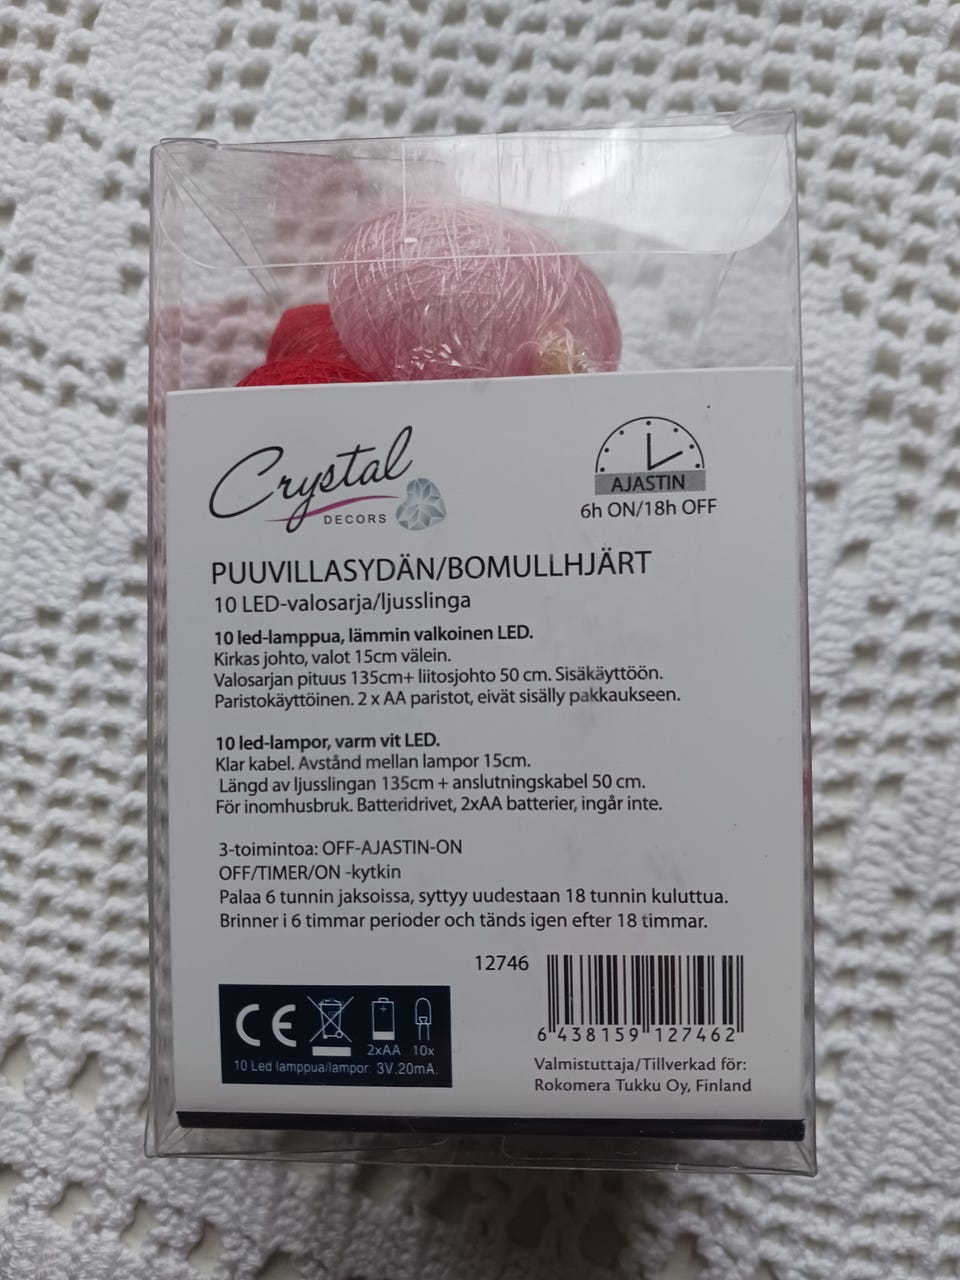 Crystal
DECORS
AJASTIN
6h ON/18h OFF
PUUVILLASYDÄN/BOMULLHJÄRT
10 LED-valosarja/ljusslinga
10 led-lamppua, lämmin valkoinen LED.
Kirkas johto, valot 15cm välein.
Valosarjan pituus 135cm+ liitosjohto 50 cm. Sisäkäyttöön.
Paristokäyttöinen. 2 x AA paristot, eivät sisälly pakkaukseen.
10 led-lampor, varm vit LED.
Klar kabel. Avstånd mellan lampor 15cm.
Längd av ljusslingan 135cm + anslutningskabel 50 cm.
För inomhusbruk. Batteridrivet, 2xAA batterier, ingår inte.
3-toimintoa: OFF-AJASTIN-ON
OFF/TIMER/ON -kytkin
Palaa 6 tunnin jaksoissa, syttyy uudestaan 18 tunnin kuluttua.
Brinner i 6 timmar perioder och tänds igen efter 18 timmar.
12746
6 438159 127462
CE
2xAA 10x
10 Led lamppua/lampor: 3V.20mA.
Valmistuttaja/Tillverkad för:
Rokomera Tukku Oy, Finland